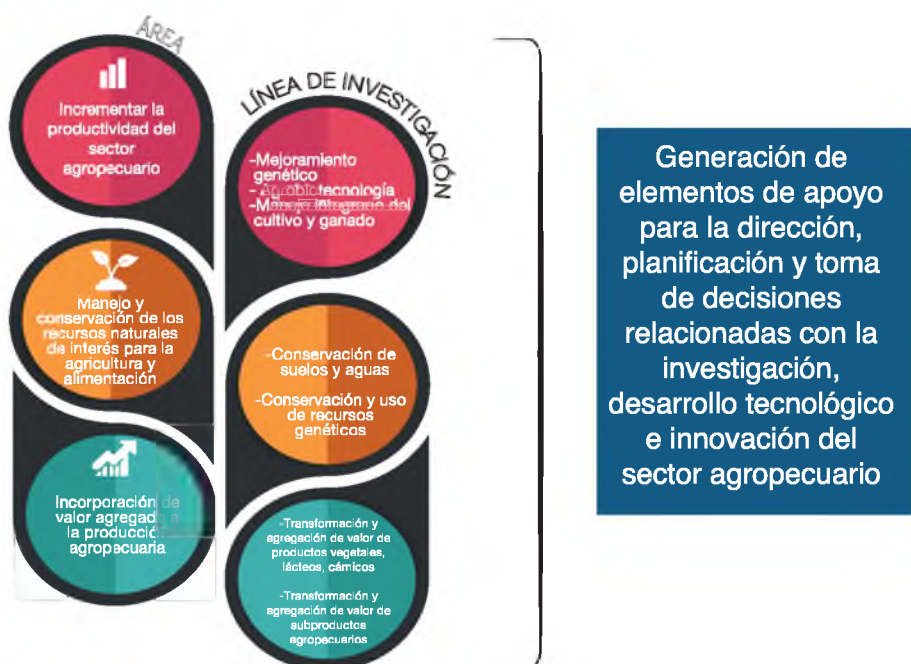 ÁREA
Incrementar la
productividad del
sector
agropecuario
LÍNEA DE INVESTIGACIÓN
-Mejoramiento
genético
- Agrobiotecnología
-Manejo integrado del
cultivo y ganado
Manejo y
conservación de los
recursos naturales
de interés para la
agricultura y
alimentación
-Conservación de
suelos y aguas
-Conservación y uso
de recursos
genéticos
Incorporación de
valor agregado a
la producción
agropecuaria
-Transformación y
agregación de valor de
productos vegetales,
lácteos, cárnicos
-Transformación y
agregación de valor de
subproductos
agropecuarios
Generación de
elementos de apoyo
para la dirección,
planificación y toma
de decisiones
relacionadas con la
investigación,
desarrollo tecnológico
e innovación del
sector agropecuario